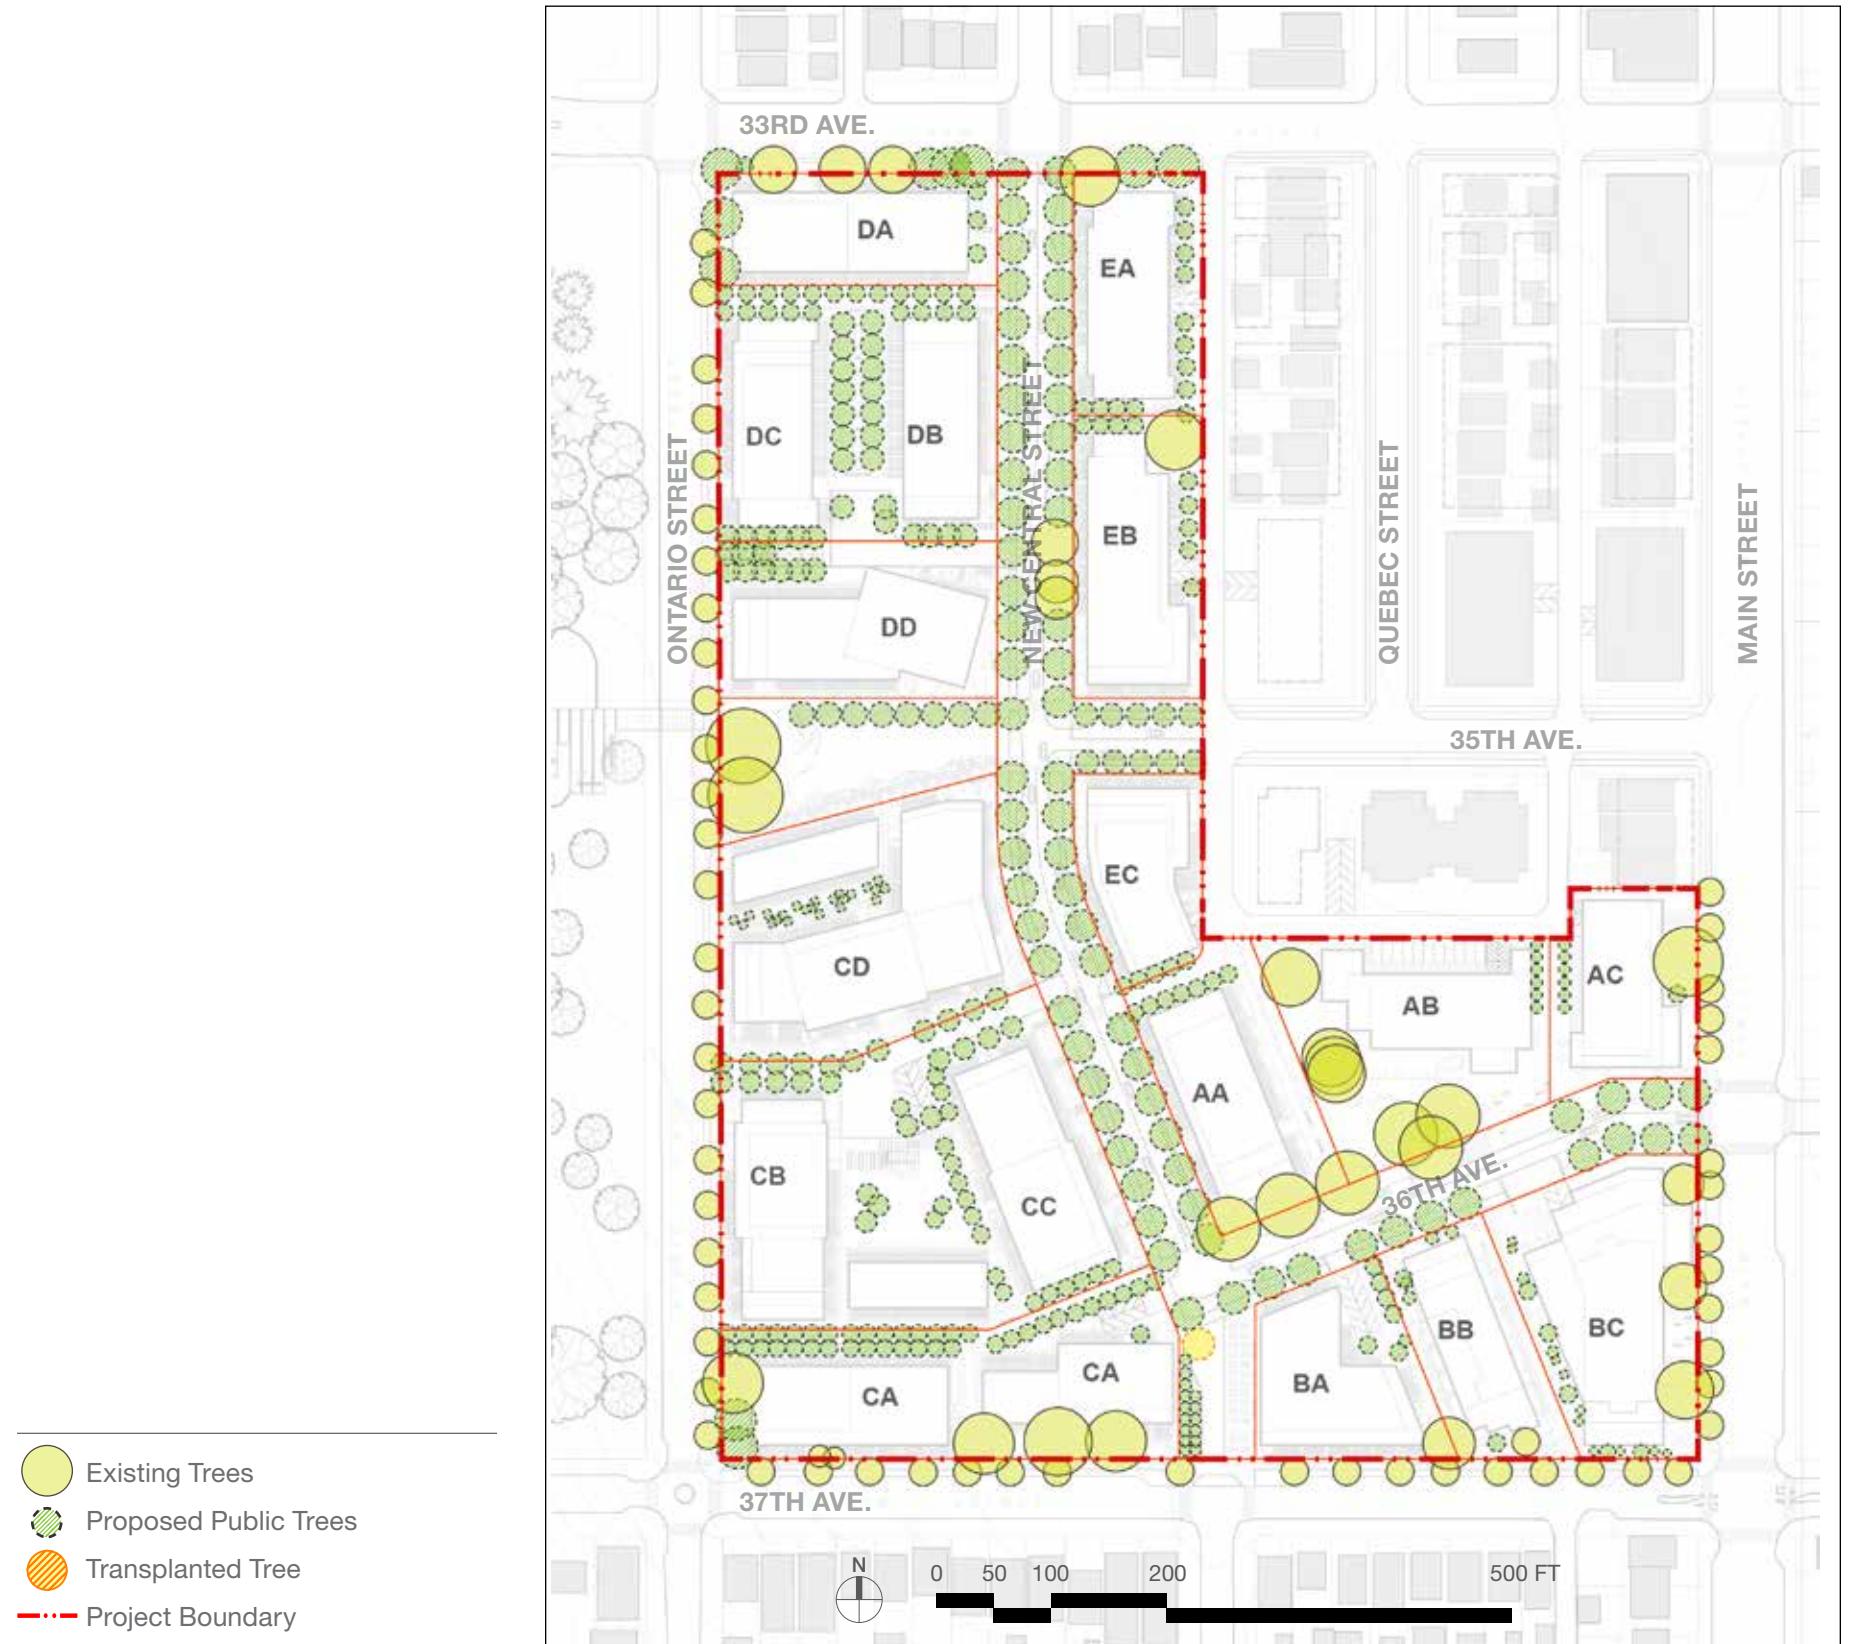 33RD AVE.
DA
EA
DC
DB
ONTARIO STREET
NEW CENTRAL STREET
QUEBEC STREET
MAIN STREET
EB
DD
35TH AVE.
EC
CD
AC
AB
AA
CB
CC
36TH AVE.
BC
BB
CA
BA
CA
Existing Trees
37TH AVE.
Proposed Public Trees
Transplanted Tree
Project Boundary
N
0 50 100 200 500 FT